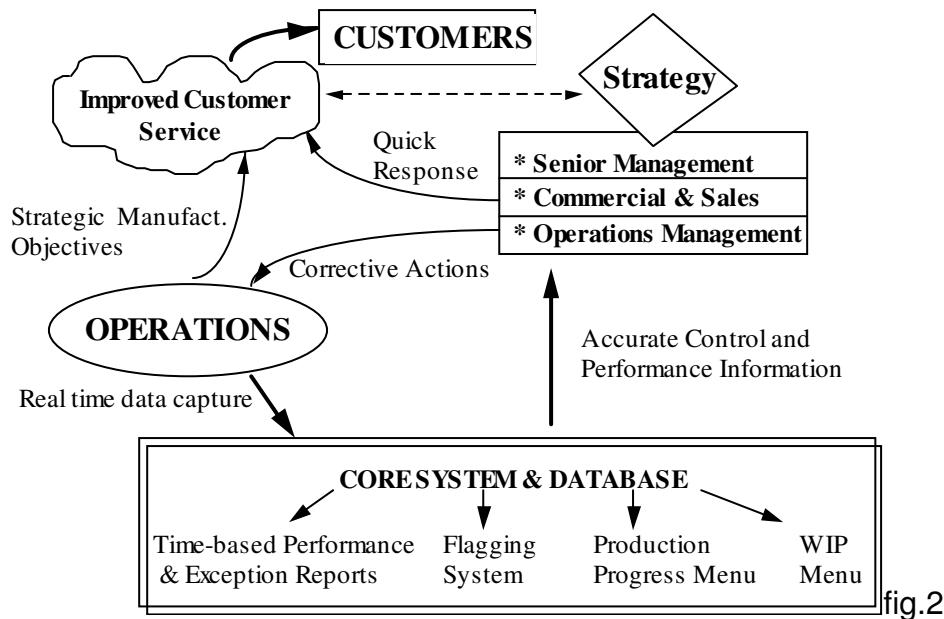 CUSTOMERS
Strategy
Improved Customer
Service
Quick
Response
* Senior Management
* Commercial & Sales
* Operations Management
Strategic Manufact.
Objectives
Corrective Actions
OPERATIONS
Accurate Control and
Performance Information
Real time data capture
CORE SYSTEM & DATABASE
Time-based Performance
& Exception Reports
Flagging
System
Production
Progress Menu
WIP
Menu
fig.2